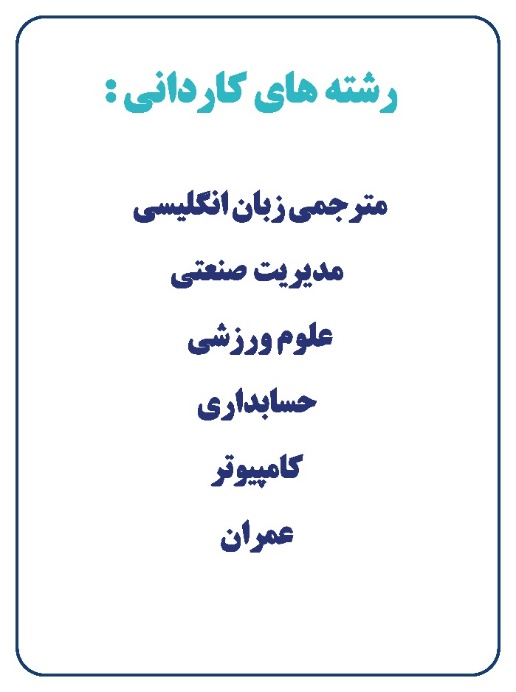 رشته های کاردانی :
مترجمی زبان انگلیسی
مدیریت صنعتی
علوم ورزشی
حسابداری
کامپیوتر
عمران